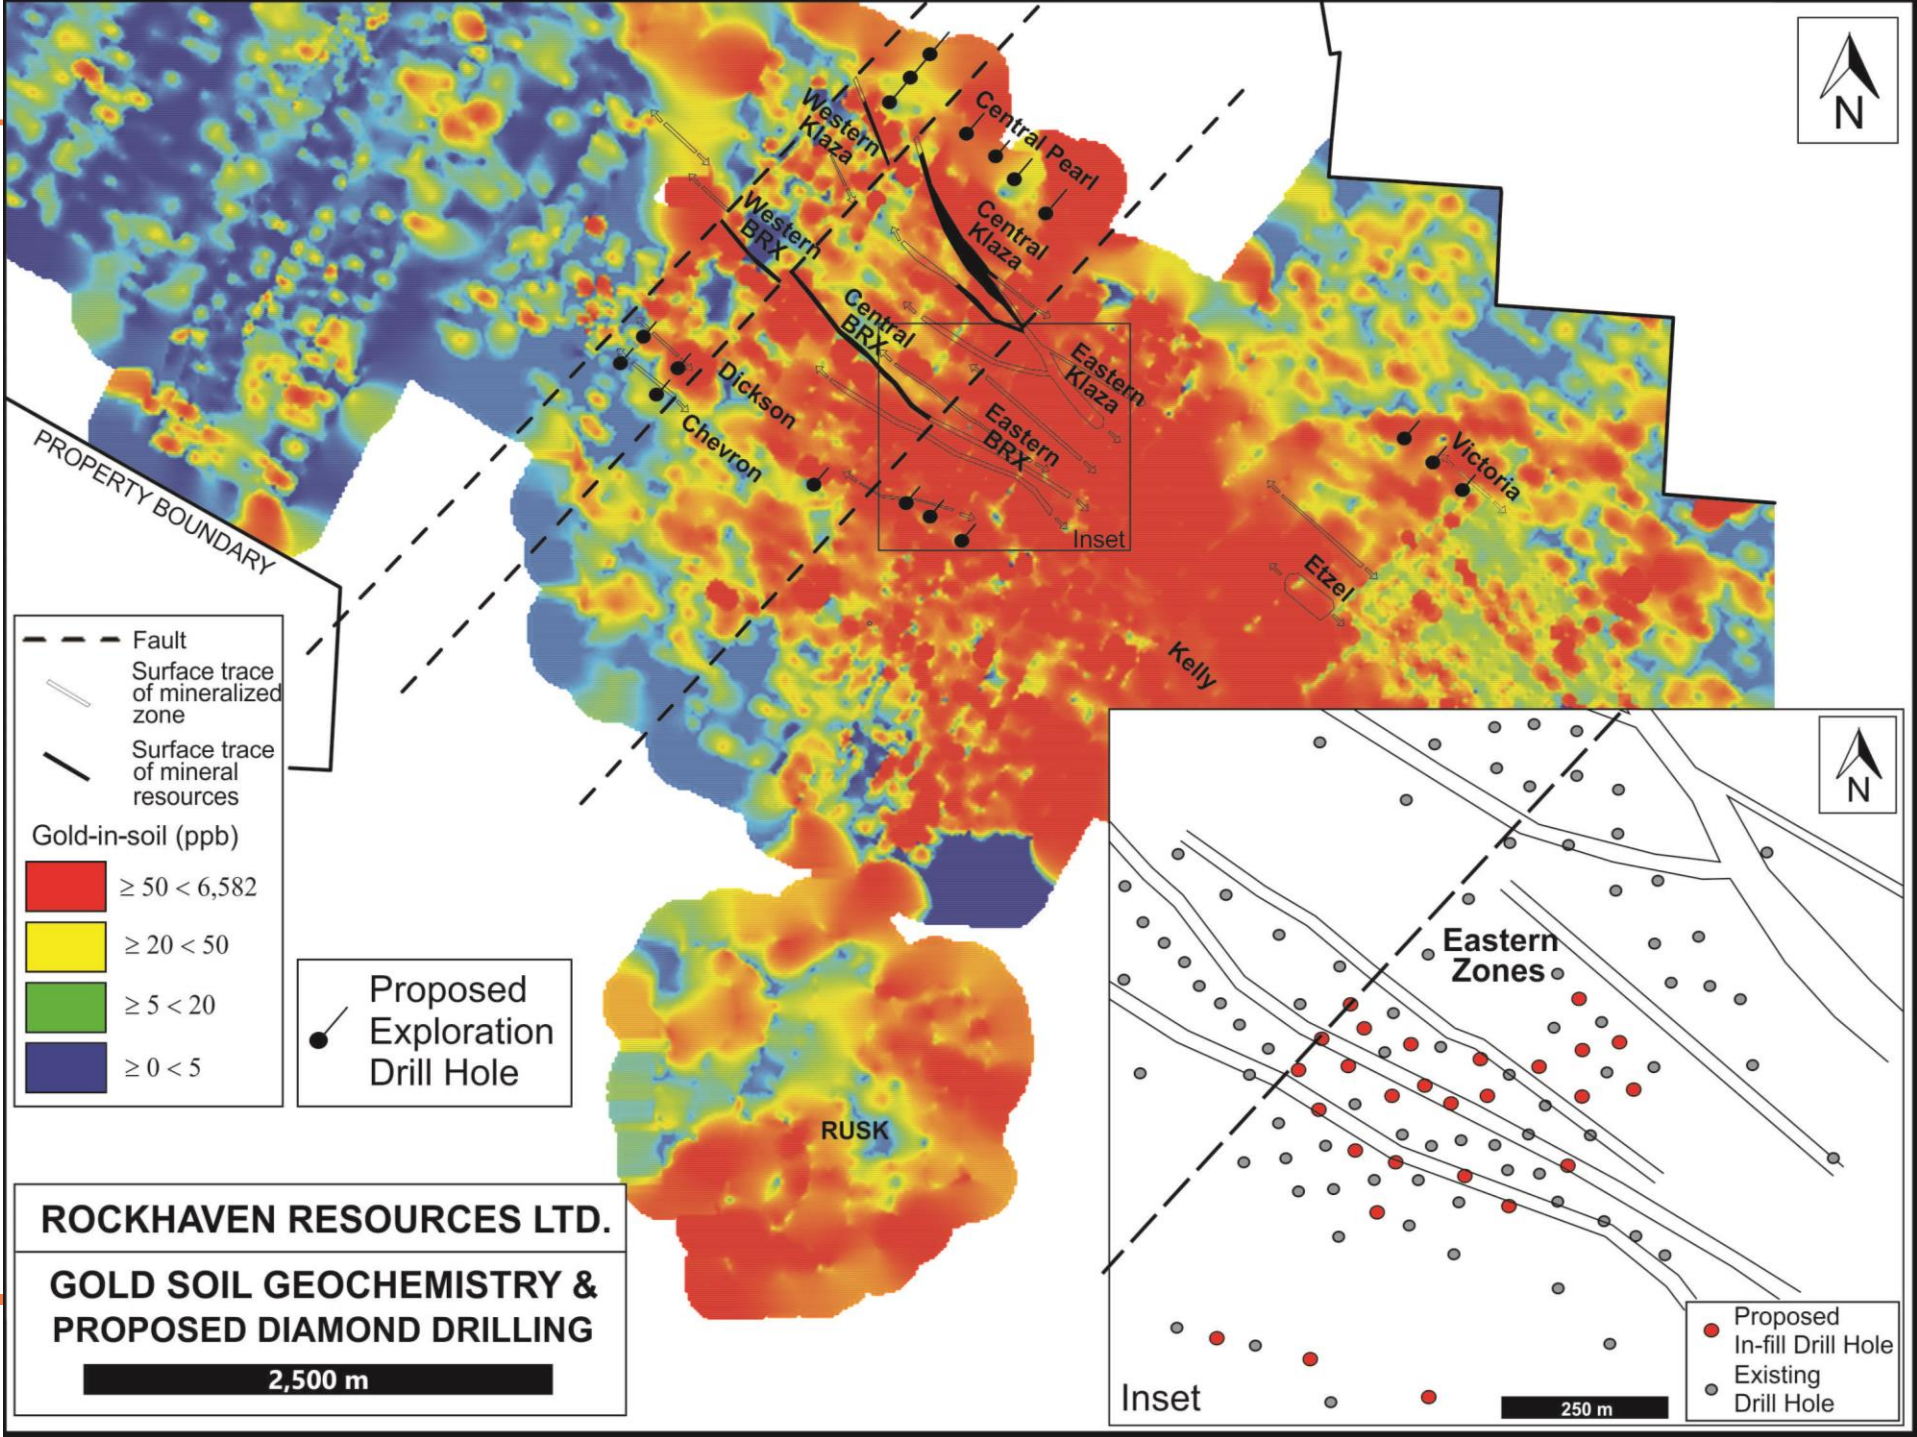 N
Western
Klaza
Central Pearl
Western
BRX
Central
Klaza
Central
BRX
Eastern
Klaza
Dickson
Eastern
BRX
Chevron
Victoria
Inset
Etzel
Kelly
PROPERTY BOUNDARY
Fault
Surface trace
of mineralized
zone
Surface trace
of mineral
resources
Gold-in-soil (ppb)
≥ 50 < 6,582
≥ 20 < 50
≥ 5 < 20
≥ 0 < 5
Proposed
Exploration
Drill Hole
RUSK
ROCKHAVEN RESOURCES LTD.
GOLD SOIL GEOCHEMISTRY &
PROPOSED DIAMOND DRILLING
2,500 m
N
Eastern
Zones
Proposed
In-fill Drill Hole
Existing
Drill Hole
Inset
250 m